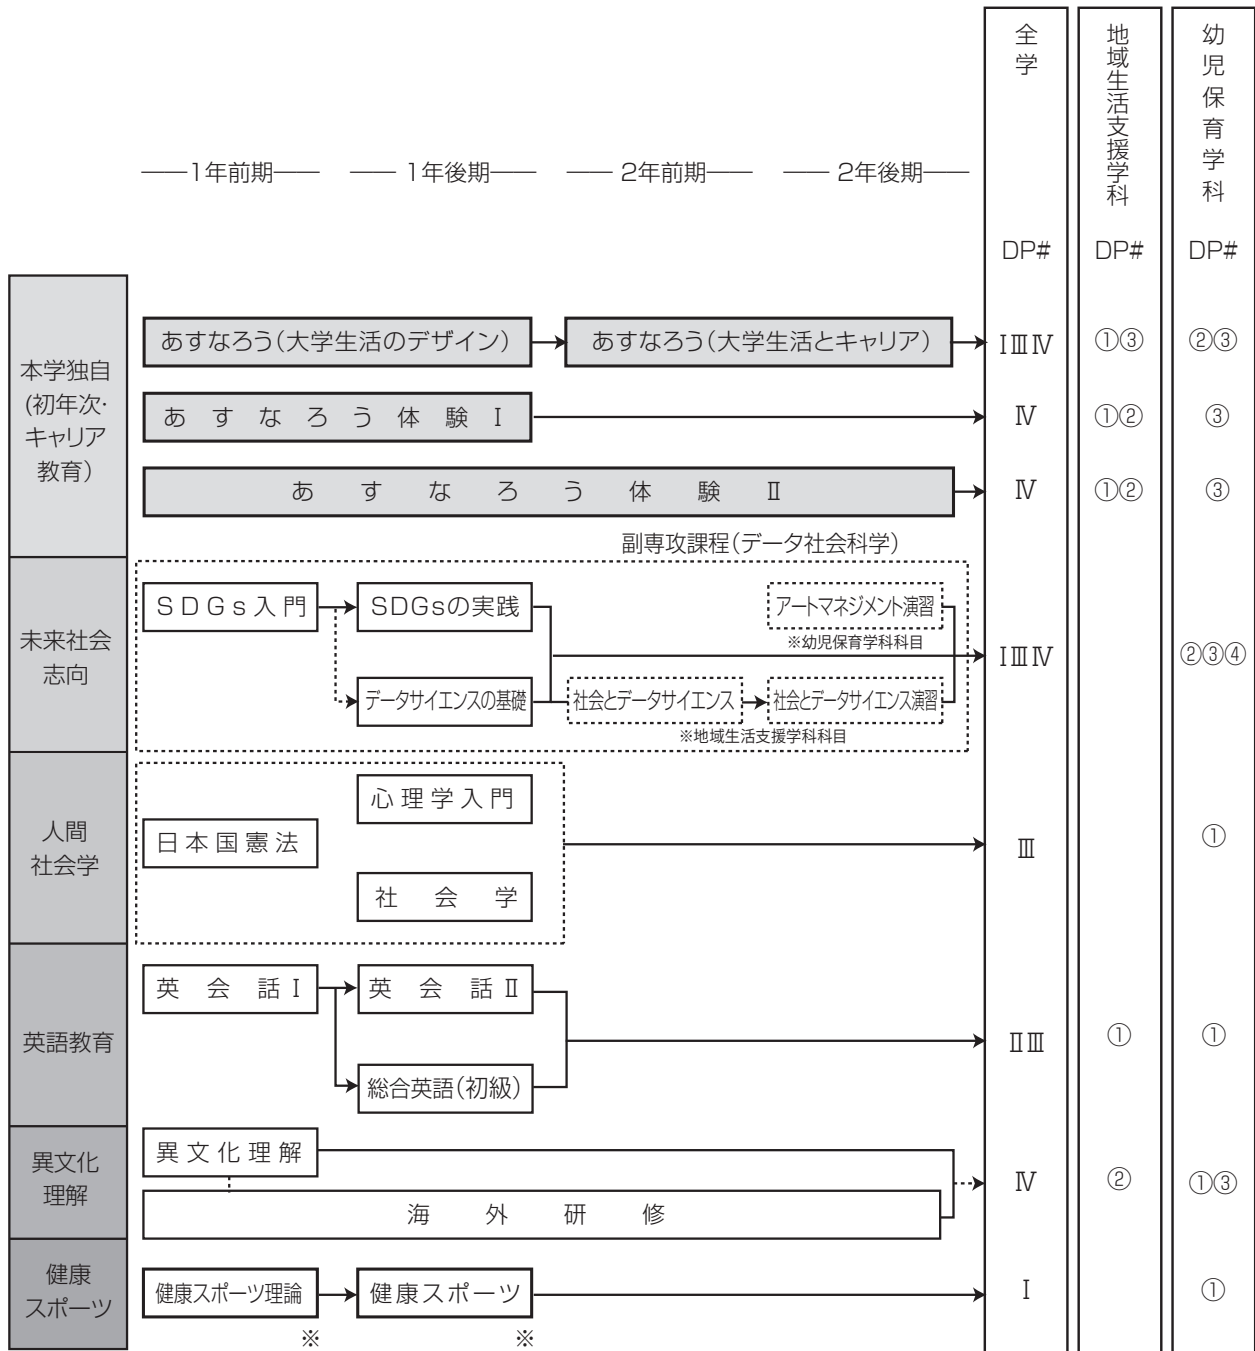 全学
地域生活支援学科
幼児保育学科
1年前期
1年後期
2年前期
2年後期
DP#
DP#
DP#
本学独自
(初年次・
キャリア
教育)
あすなろう(大学生活のデザイン)
あすなろう(大学生活とキャリア)
ⅠⅢⅣ
①③
②③
あすなろう体験Ⅰ
Ⅳ
①②
③
あすなろう体験Ⅱ
Ⅳ
①②
③
副専攻課程(データ社会科学)
未来社会
志向
SDGs入門
SDGsの実践
アートマネジメント演習
※幼児保育学科科目
ⅠⅢⅣ
②③④
データサイエンスの基礎
社会とデータサイエンス
社会とデータサイエンス演習
※地域生活支援学科科目
人間
社会学
心理学入門
日本国憲法
社会学
Ⅲ
①
英語教育
英会話Ⅰ
英会話Ⅱ
総合英語(初級)
ⅡⅢ
①
①
異文化
理解
異文化理解
海外研修
Ⅳ
②
①③
健康
スポーツ
健康スポーツ理論
健康スポーツ
Ⅰ
①
※
※